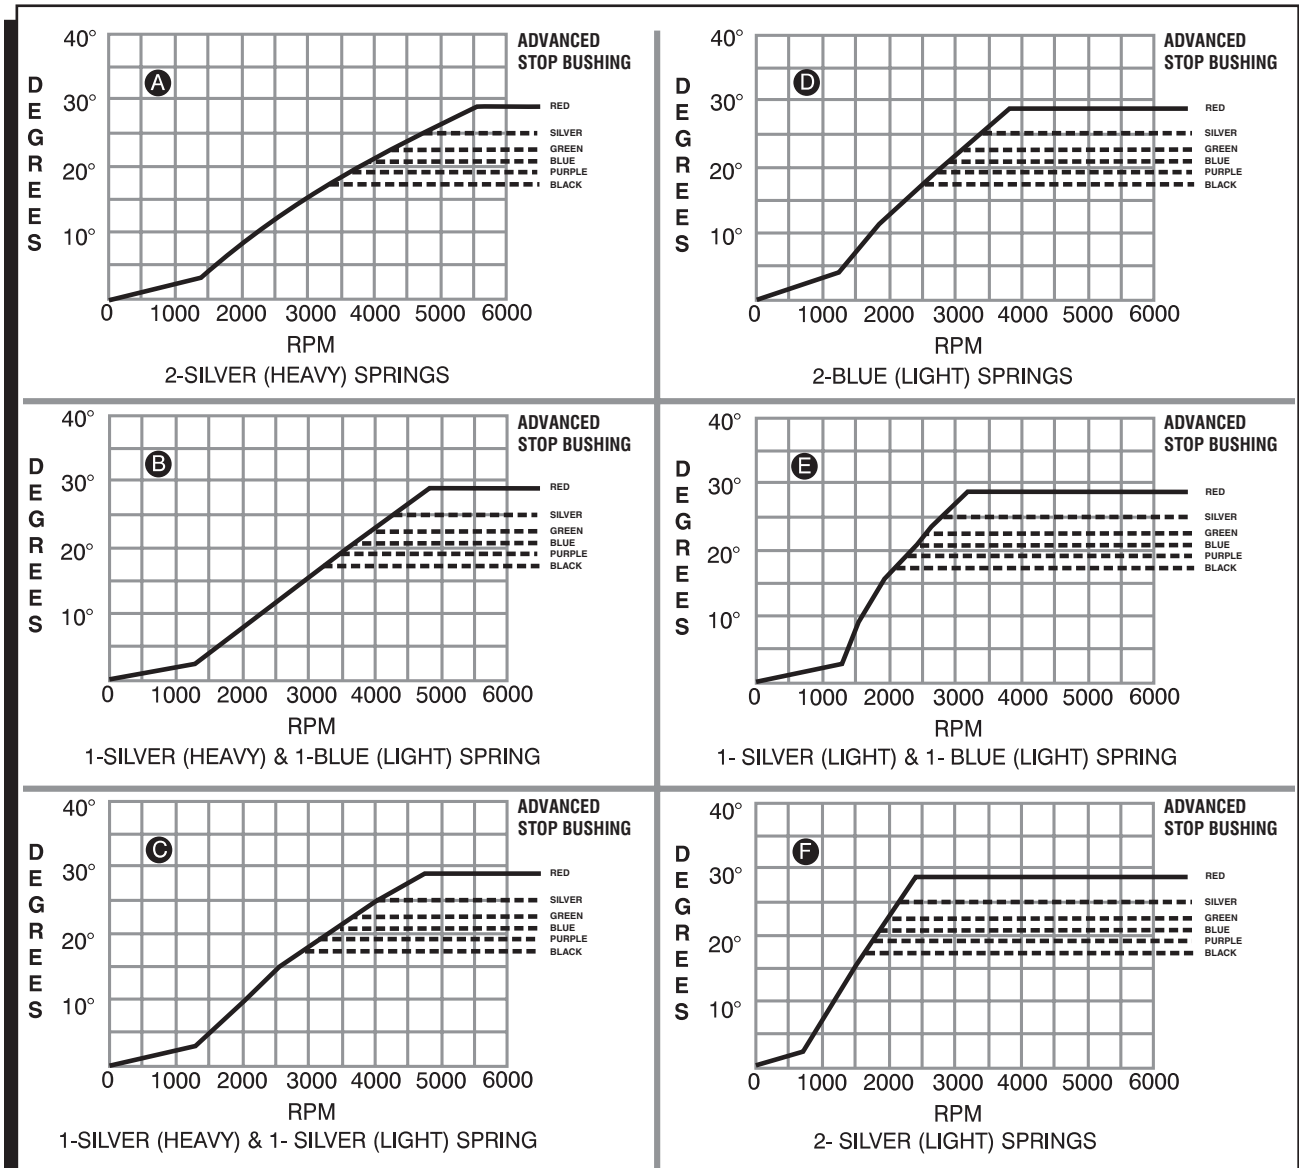 40°
30°
20°
10°
DEGREES
A
ADVANCED
STOP BUSHING
RED
SILVER
GREEN
BLUE
PURPLE
BLACK
0 1000 2000 3000 4000 5000 6000
RPM
2-SILVER (HEAVY) SPRINGS
40°
30°
20°
10°
DEGREES
D
ADVANCED
STOP BUSHING
RED
SILVER
GREEN
BLUE
PURPLE
BLACK
0 1000 2000 3000 4000 5000 6000
RPM
2-BLUE (LIGHT) SPRINGS
40°
30°
20°
10°
DEGREES
B
ADVANCED
STOP BUSHING
RED
SILVER
GREEN
BLUE
PURPLE
BLACK
0 1000 2000 3000 4000 5000 6000
RPM
1-SILVER (HEAVY) & 1-BLUE (LIGHT) SPRING
40°
30°
20°
10°
DEGREES
E
ADVANCED
STOP BUSHING
RED
SILVER
GREEN
BLUE
PURPLE
BLACK
0 1000 2000 3000 4000 5000 6000
RPM
1- SILVER (LIGHT) & 1- BLUE (LIGHT) SPRING
40°
30°
20°
10°
DEGREES
C
ADVANCED
STOP BUSHING
RED
SILVER
GREEN
BLUE
PURPLE
BLACK
0 1000 2000 3000 4000 5000 6000
RPM
1-SILVER (HEAVY) & 1- SILVER (LIGHT) SPRING
40°
30°
20°
10°
DEGREES
F
ADVANCED
STOP BUSHING
RED
SILVER
GREEN
BLUE
PURPLE
BLACK
0 1000 2000 3000 4000 5000 6000
RPM
2- SILVER (LIGHT) SPRINGS